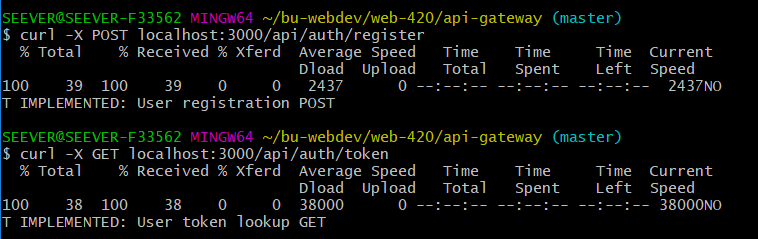 SEEVER@SEEVER-F33562 MINGW64 ~/bu-webdev/web-420/api-gateway (master)
$ curl -X POST localhost:3000/api/auth/register
  % Total    % Received % Xferd  Average Speed   Time    Time     Time  Current
                                 Dload  Upload   Total   Spent    Left  Speed
100    39  100    39    0     0   2437      0 --:--:-- --:--:-- --:--:--  2437NO
T IMPLEMENTED: User registration POST
SEEVER@SEEVER-F33562 MINGW64 ~/bu-webdev/web-420/api-gateway (master)
$ curl -X GET localhost:3000/api/auth/token
  % Total    % Received % Xferd  Average Speed   Time    Time     Time  Current
                                 Dload  Upload   Total   Spent    Left  Speed
100    38  100    38    0     0  38000      0 --:--:-- --:--:-- --:--:-- 38000NO
T IMPLEMENTED: User token lookup GET